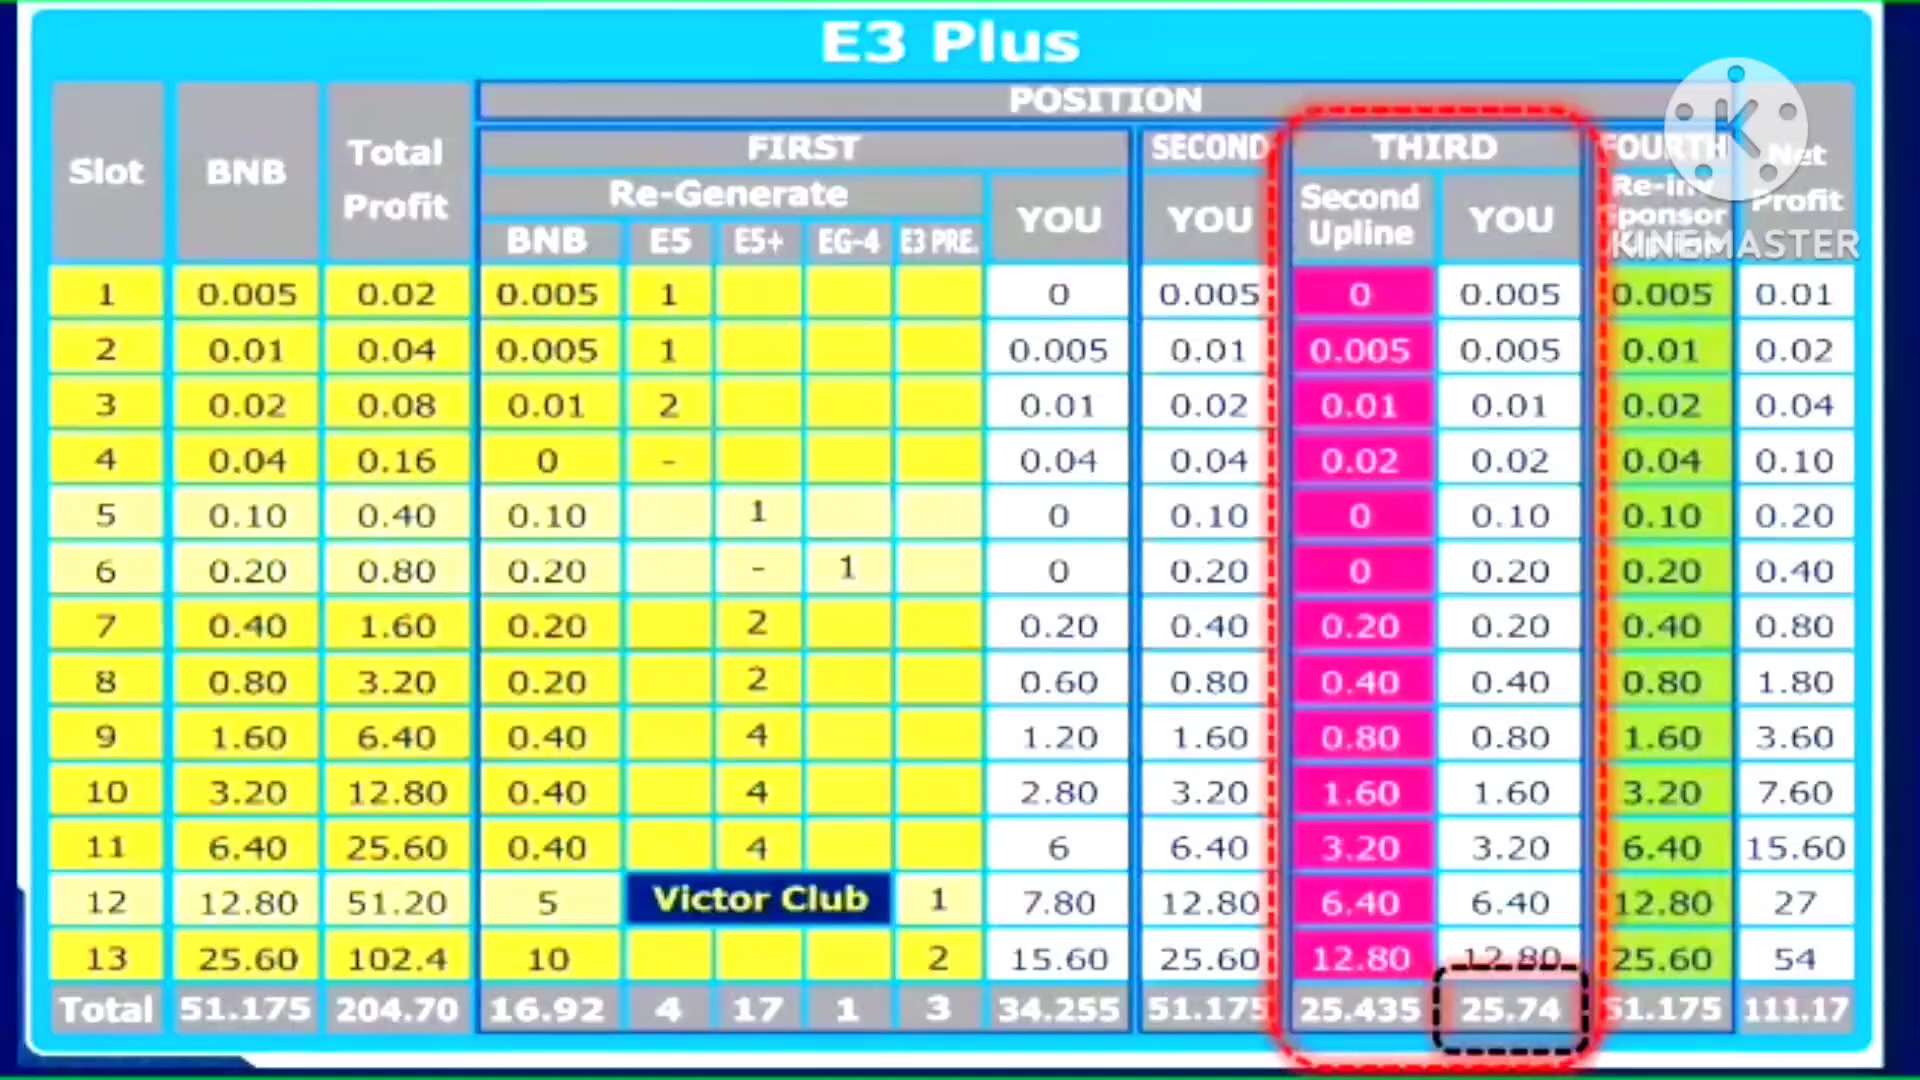 E3 Plus
Slot BNB Total Profit POSITION
FIRST SECOND THIRD FOURTH Net Profit
Re-Generate YOU YOU Second Upline YOU
BNB E5 E5+ EG-4 E3 PRE.
KINEMASTER
1 0.005 0.02 0.005 1 0 0.005 0 0.005 0.005 0.01
2 0.01 0.04 0.005 1 0.005 0.01 0.005 0.005 0.01 0.02
3 0.02 0.08 0.01 2 0.01 0.02 0.01 0.01 0.02 0.04
4 0.04 0.16 0 - 0.04 0.04 0.02 0.02 0.04 0.10
5 0.10 0.40 0.10 1 0 0.10 0 0.10 0.10 0.20
6 0.20 0.80 0.20 - 1 0 0.20 0 0.20 0.20 0.40
7 0.40 1.60 0.20 2 0.20 0.40 0.20 0.20 0.40 0.80
8 0.80 3.20 0.20 2 0.60 0.80 0.40 0.40 0.80 1.80
9 1.60 6.40 0.40 4 1.20 1.60 0.80 0.80 1.60 3.60
10 3.20 12.80 0.40 4 2.80 3.20 1.60 1.60 3.20 7.60
11 6.40 25.60 0.40 4 6 6.40 3.20 3.20 6.40 15.60
12 12.80 51.20 5 Victor Club 1 7.80 12.80 6.40 6.40 12.80 27
13 25.60 102.4 10 2 15.60 25.60 12.80 12.80 25.60 54
Total 51.175 204.70 16.92 4 17 1 3 34.255 51.175 25.435 25.74 51.175 111.17